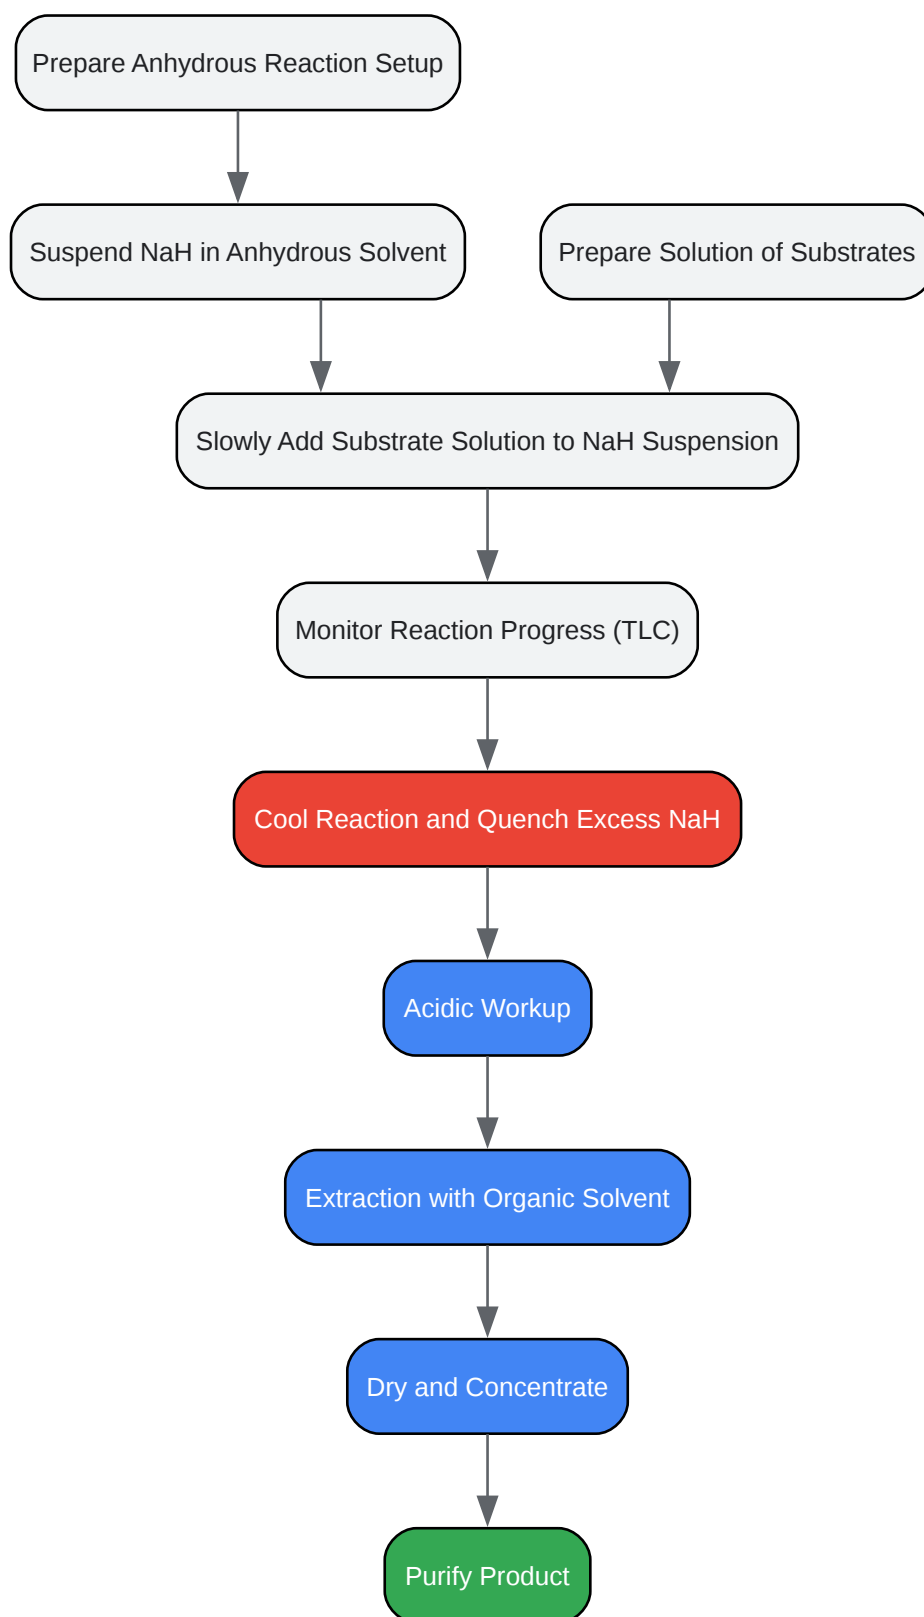 Prepare Anhydrous Reaction Setup
Suspend NaH in Anhydrous Solvent
Prepare Solution of Substrates
Slowly Add Substrate Solution to NaH Suspension
Monitor Reaction Progress (TLC)
Cool Reaction and Quench Excess NaH
Acidic Workup
Extraction with Organic Solvent
Dry and Concentrate
Purify Product